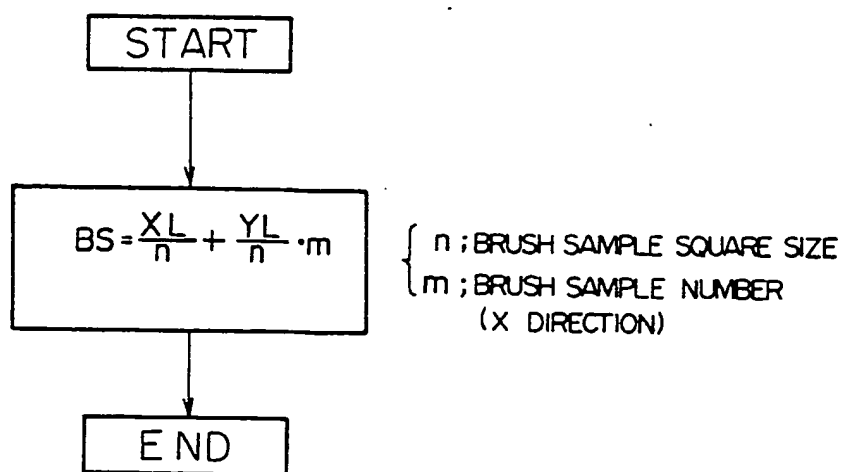 START
BS = XL/n + YL/n · m
n ; BRUSH SAMPLE SQUARE SIZE
m ; BRUSH SAMPLE NUMBER
(X DIRECTION)
END